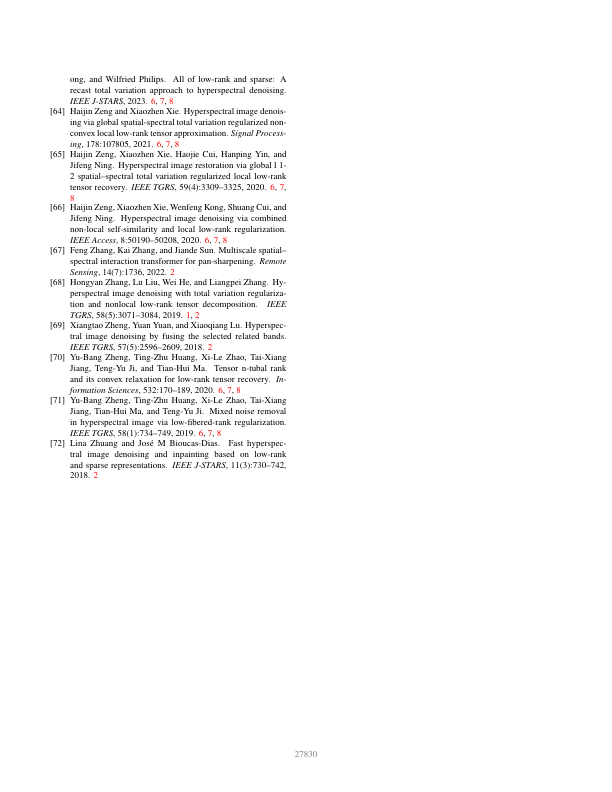 ong, and Wilfried Philips. All of low-rank and sparse: A
recast total variation approach to hyperspectral denoising.
IEEE J-STARS, 2023. 6, 7, 8
[64] Haijin Zeng and Xiaozhen Xie. Hyperspectral image denois-
ing via global spatial-spectral total variation regularized non-
convex local low-rank tensor approximation. Signal Process-
ing, 178:107805, 2021. 6, 7, 8
[65] Haijin Zeng, Xiaozhen Xie, Haojie Cui, Hanping Yin, and
Jifeng Ning. Hyperspectral image restoration via global l 1-
2 spatial–spectral total variation regularized local low-rank
tensor recovery. IEEE TGRS, 59(4):3309–3325, 2020. 6, 7,
8
[66] Haijin Zeng, Xiaozhen Xie, Wenfeng Kong, Shuang Cui, and
Jifeng Ning. Hyperspectral image denoising via combined
non-local self-similarity and local low-rank regularization.
IEEE Access, 8:50190–50208, 2020. 6, 7, 8
[67] Feng Zhang, Kai Zhang, and Jiande Sun. Multiscale spatial–
spectral interaction transformer for pan-sharpening. Remote
Sensing, 14(7):1736, 2022. 2
[68] Hongyan Zhang, Lu Liu, Wei He, and Liangpei Zhang. Hy-
perspectral image denoising with total variation regulariza-
tion and nonlocal low-rank tensor decomposition. IEEE
TGRS, 58(5):3071–3084, 2019. 1, 2
[69] Xiangtao Zheng, Yuan Yuan, and Xiaoqiang Lu. Hyperspec-
tral image denoising by fusing the selected related bands.
IEEE TGRS, 57(5):2596–2609, 2018. 2
[70] Yu-Bang Zheng, Ting-Zhu Huang, Xi-Le Zhao, Tai-Xiang
Jiang, Teng-Yu Ji, and Tian-Hui Ma. Tensor n-tubal rank
and its convex relaxation for low-rank tensor recovery. In-
formation Sciences, 532:170–189, 2020. 6, 7, 8
[71] Yu-Bang Zheng, Ting-Zhu Huang, Xi-Le Zhao, Tai-Xiang
Jiang, Tian-Hui Ma, and Teng-Yu Ji. Mixed noise removal
in hyperspectral image via low-fibered-rank regularization.
IEEE TGRS, 58(1):734–749, 2019. 6, 7, 8
[72] Lina Zhuang and José M Bioucas-Dias. Fast hyperspec-
tral image denoising and inpainting based on low-rank
and sparse representations. IEEE J-STARS, 11(3):730–742,
2018. 2
27830